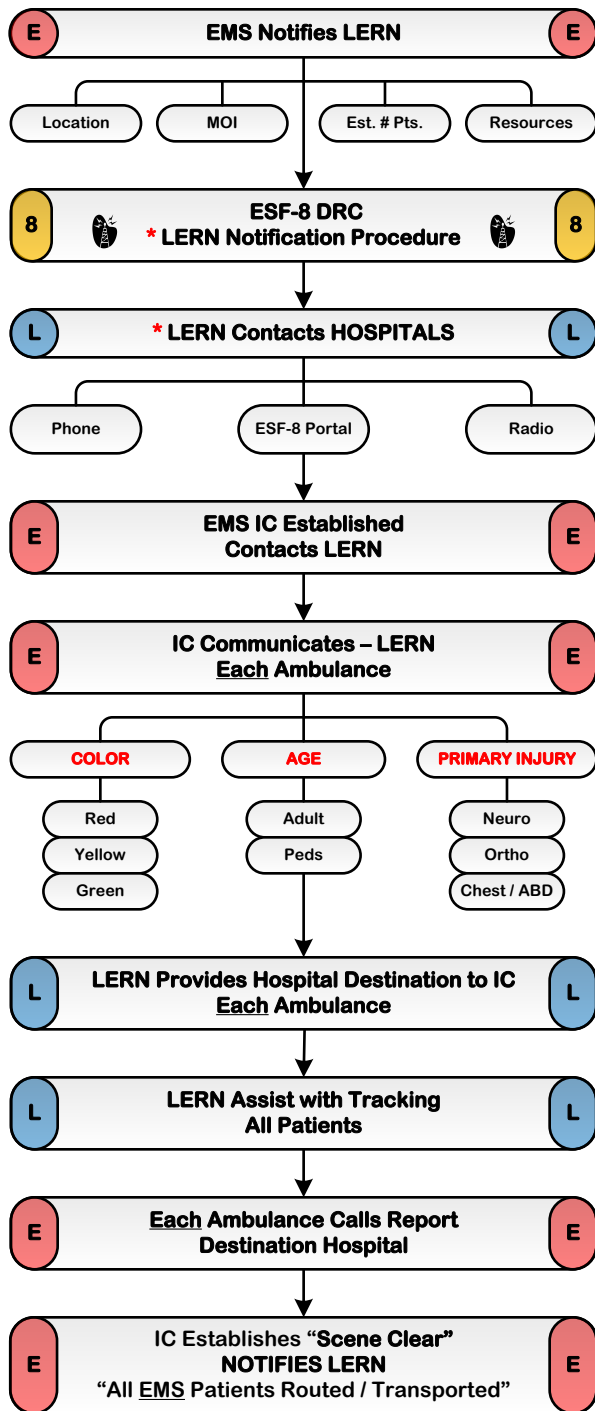 E EMS Notifies LERN E
Location MOI Est. # Pts. Resources
8 ESF-8 DRC 8
* LERN Notification Procedure
L * LERN Contacts HOSPITALS L
Phone ESF-8 Portal Radio
E EMS IC Established E
Contacts LERN
E IC Communicates – LERN E
Each Ambulance
COLOR AGE PRIMARY INJURY
Red Adult Neuro
Yellow Peds Ortho
Green Chest / ABD
L LERN Provides Hospital Destination to IC L
Each Ambulance
L LERN Assist with Tracking L
All Patients
E Each Ambulance Calls Report E
Destination Hospital
IC Establishes “Scene Clear”
E NOTIFIES LERN E
“All EMS Patients Routed / Transported”